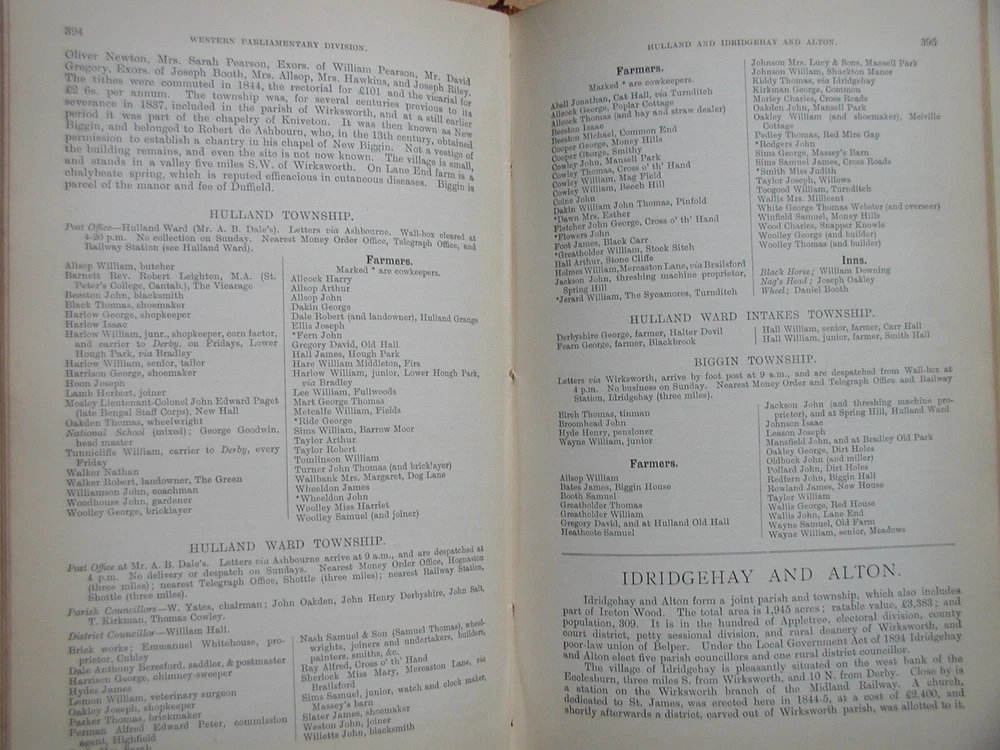 394
WESTERN PARLIAMENTARY DIVISION.
Oliver Newton, Mrs. Sarah Pearson, Exors. of William Pearson, Mr. David
Gregory, Exors. of Joseph Booth, Mrs. Allsop, Mrs. Hawkins, and Joseph Riley.
The tithes were commuted in 1844, the rectorial for £101 and the vicarial for
£2 6s. per annum. The township was, for several centuries previous to its
severance in 1837, included in the parish of Wirksworth, and at a still earlier
period it was part of the chapelry of Kniveton. It was then known as New
Biggin, and belonged to Robert de Ashbourn, who, in the 13th century, obtained
permission to establish a chantry in his chapel of New Biggin. Not a vestige of
the building remains, and even the site is not now known. The village is small,
and stands in a valley five miles S.W. of Wirksworth. On Lane End farm is a
chalybeate spring, which is reputed efficacious in cutaneous diseases. Biggin is
parcel of the manor and fee of Duffield.
HULLAND TOWNSHIP.
Post Office—Hulland Ward (Mr. A. B. Dale's). Letters via Ashbourne. Wall-box cleared at
4-20 p.m. No collection on Sunday. Nearest Money Order Office, Telegraph Office, and
Railway Station (see Hulland Ward).
Allsop William, butcher
Barnett Rev. Robert Leighton, M.A. (St.
Peter's College, Cantab.), The Vicarage
Beeston John, blacksmith
Black Thomas, shoemaker
Harlow George, shopkeeper
Harlow Isaac
Harlow William, junr., shopkeeper, corn factor,
and carrier to Derby, on Fridays, Lower
Hough Park, via Bradley
Harlow William, senior, tailor
Harrison George, shoemaker
Hoon Joseph
Lamb Herbert, joiner
Mosley Lieutenant-Colonel John Edward Paget
(late Bengal Staff Corps), New Hall
Oakden Thomas, wheelwright
National School (mixed); George Goodwin,
head master
Tunnicliffe William, carrier to Derby, every
Friday
Walker Nathan
Walker Robert, landowner, The Green
Williamson John, coachman
Woodhouse John, gardener
Woolley George, bricklayer
Farmers.
Marked * are cowkeepers.
Allcock Harry
Allsop Arthur
Allsop John
Dakin George
Dale Robert (and landowner), Hulland Grange
Ellis Joseph
*Fern John
Gregory David, Old Hall
Hall James, Hough Park
Hare William Middleton, Firs
Harlow William, junior, Lower Hough Park,
via Bradley
Lee William, Fullwoods
Mart George Thomas
Metcalfe William, Fields
*Ride George
Sims William, Barrow Moor
Taylor Arthur
Taylor Robert
Tomlinson William
Turner John Thomas (and bricklayer)
Wallbank Mrs. Margaret, Dog Lane
Wheeldon James
*Wheeldon John
Woolley Miss Harriet
Woolley Samuel (and joiner)
HULLAND WARD TOWNSHIP.
Post Office at Mr. A. B. Dale's. Letters via Ashbourne arrive at 9 a.m., and are despatched at
4 p.m. No delivery or despatch on Sundays. Nearest Money Order Office, Hognaston
(three miles); nearest Telegraph Office, Shottle (three miles); nearest Railway Station,
Shottle (three miles).
Parish Councillors—W. Yates, chairman; John Oakden, John Henry Derbyshire, John Salt,
T. Kirkman, Thomas Cowley.
District Councillor—William Hall.
Brick works; Emmanuel Whitehouse, pro-
prietor, Cubley
Dale Anthony Beresford, saddler, & postmaster
Harrison George, chimney-sweeper
Hydes James
Lemon William, veterinary surgeon
Oakley Joseph, shopkeeper
Parker Thomas, brickmaker
Perman Alfred Edward Peter, commission
agent, Highfield
Nash Samuel & Son (Samuel Thomas), wheel-
wrights, joiners and undertakers, builders,
painters, smiths, &c.
Ray Alfred, Cross o' th' Hand
Sherlock Miss Mary, Mercaston Lane, via
Brailsford
Sims Samuel, junior, watch and clock maker,
Massey's barn
Slater James, shoemaker
Weston John, joiner
Willetts John, blacksmith
HULLAND AND IDRIDGEHAY AND ALTON.
395
Farmers.
Marked * are cowkeepers.
Abell Jonathan, Cat Hall, via Turnditch
Allcock George, Poplar Cottage
Allcock Thomas (and hay and straw dealer)
Beeston Isaac
Beeston Michael, Common End
Cooper George, Money Hills
Cooper George, Smithy
Cowley John, Mansell Park
Cowley Thomas, Cross o' th' Hand
Cowley William, Mag Field
Cowley William, Beech Hill
Coine John
Dakin William John Thomas, Pinfold
*Dawn Mrs. Esther
Fletcher John George, Cross o' th' Hand
*Flowers John
Foot James, Black Carr
*Greatholder William, Stock Sitch
Hall Arthur, Stone Cliffe
Holmes William, Mercaston Lane, via Brailsford
Jackson John, threshing machine proprietor,
Spring Hill
*Jerard William, The Sycamores, Turnditch
Johnson Mrs. Lucy & Sons, Mansell Park
Johnson William, Shuckton Manor
Kiddy Thomas, via Idridgehay
Kirkman George, Common
Morley Charles, Cross Roads
Oakden John, Mansell Park
Oakley William (and shoemaker), Melville
Cottage
Pedley Thomas, Red Mire Gap
*Rodgers John
Sims George, Massey's Barn
Sims Samuel James, Cross Roads
*Smith Miss Judith
Taylor Joseph, Willows
Toogood William, Turnditch
Wallis Mrs. Millicent
White George Thomas Webster (and overseer)
Winfield Samuel, Money Hills
Wood Charles, Snapper Knowle
Woolley George (and builder)
Woolley Thomas (and builder)
Inns.
Black Horse; William Downing
Nag's Head; Joseph Oakley
Wheel; Daniel Booth
HULLAND WARD INTAKES TOWNSHIP.
Derbyshire George, farmer, Halter Devil
Fearn George, farmer, Blackbrook
Hall William, senior, farmer, Carr Hall
Hall William, junior, farmer, Smith Hall
BIGGIN TOWNSHIP.
Letters via Wirksworth, arrive by foot post at 9 a.m., and are despatched from Wall-box at
4 p.m. No business on Sunday. Nearest Money Order and Telegraph Office and Railway
Station, Idridgehay (three miles).
Birch Thomas, tinman
Broomhead John
Hyde Henry, pensioner
Wayne William, junior
Farmers.
Allsop William
Bates James, Biggin House
Booth Samuel
Greatholder Thomas
Greatholder William
Gregory David, and at Hulland Old Hall
Heathcote Samuel
Jackson John (and threshing machine pro-
prietor), and at Spring Hill, Hulland Ward
Johnson Isaac
Leason Joseph
Mansfield John, and at Bradley Old Park
Oakley George, Dirt Holes
Oldbuck John (and miller)
Pollard John, Dirt Holes
Redfern John, Biggin Hall
Rowland James, New House
Taylor William
Wallis George, Red House
Wallis John, Lane End
Wayne Samuel, Old Farm
Wayne William, senior, Meadows
IDRIDGEHAY AND ALTON.
Idridgehay and Alton form a joint parish and township, which also includes
part of Ireton Wood. The total area is 1,945 acres; ratable value, £3,383; and
population, 309. It is in the hundred of Appletree, electoral division, county
court district, petty sessional division, and rural deanery of Wirksworth, and
poor-law union of Belper. Under the Local Government Act of 1894 Idridgehay
and Alton elect five parish councillors and one rural district councillor.
The village of Idridgehay is pleasantly situated on the west bank of the
Ecclesburn, three miles S. from Wirksworth, and 10 N. from Derby. Close by is
a station on the Wirksworth branch of the Midland Railway. A church,
dedicated to St. James, was erected here in 1844-5, at a cost of £2,400, and
shortly afterwards a district, carved out of Wirksworth parish, was allotted to it.